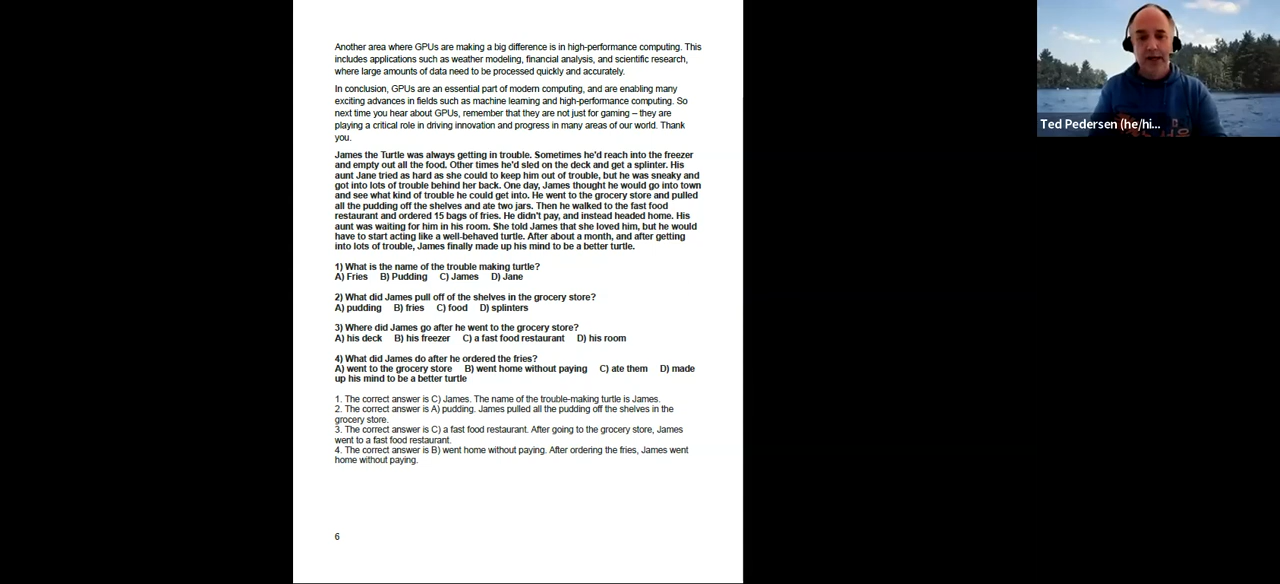 Another area where GPUs are making a big difference is in high-performance computing. This
includes applications such as weather modeling, financial analysis, and scientific research,
where large amounts of data need to be processed quickly and accurately.
In conclusion, GPUs are an essential part of modern computing, and are enabling many
exciting advances in fields such as machine learning and high-performance computing. So
next time you hear about GPUs, remember that they are not just for gaming – they are
playing a critical role in driving innovation and progress in many areas of our world. Thank
you.
James the Turtle was always getting in trouble. Sometimes he'd reach into the freezer
and empty out all the food. Other times he'd sled on the deck and get a splinter. His
aunt Jane tried as hard as she could to keep him out of trouble, but he was sneaky and
got into lots of trouble behind her back. One day, James thought he would go into town
and see what kind of trouble he could get into. He went to the grocery store and pulled
all the pudding off the shelves and ate two jars. Then he walked to the fast food
restaurant and ordered 15 bags of fries. He didn't pay, and instead headed home. His
aunt was waiting for him in his room. She told James that she loved him, but he would
have to start acting like a well-behaved turtle. After about a month, and after getting
into lots of trouble, James finally made up his mind to be a better turtle.
1) What is the name of the trouble making turtle?
A) Fries B) Pudding C) James D) Jane
2) What did James pull off of the shelves in the grocery store?
A) pudding B) fries C) food D) splinters
3) Where did James go after he went to the grocery store?
A) his deck B) his freezer C) a fast food restaurant D) his room
4) What did James do after he ordered the fries?
A) went to the grocery store B) went home without paying C) ate them D) made
up his mind to be a better turtle
1. The correct answer is C) James. The name of the trouble-making turtle is James.
2. The correct answer is A) pudding. James pulled all the pudding off the shelves in the
grocery store.
3. The correct answer is C) a fast food restaurant. After going to the grocery store, James
went to a fast food restaurant.
4. The correct answer is B) went home without paying. After ordering the fries, James went
home without paying.
6
Ted Pedersen (he/hi...